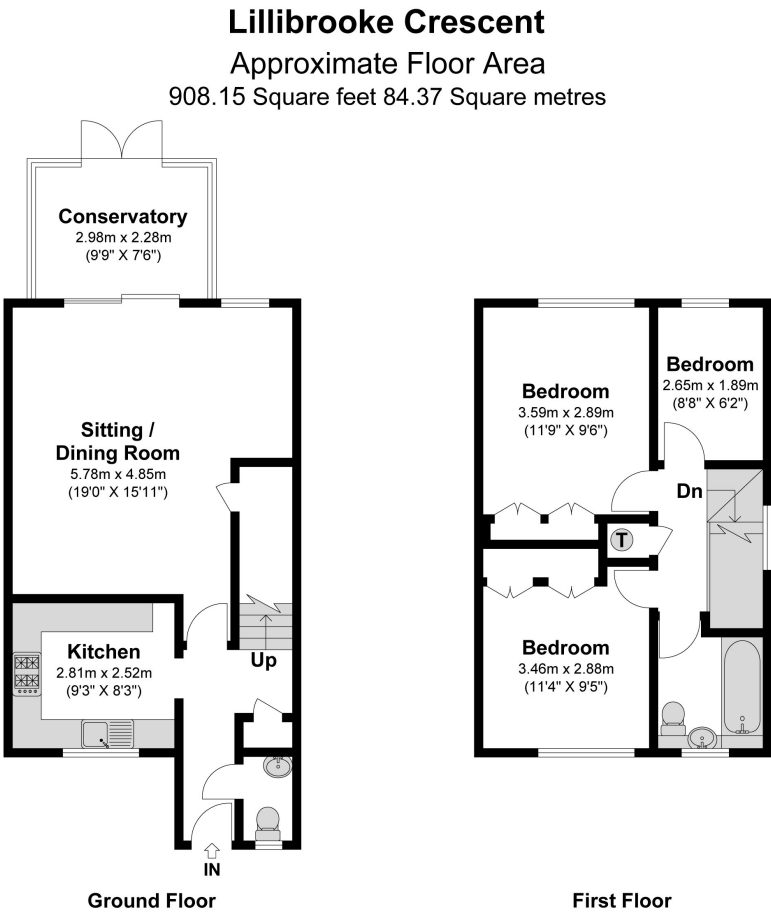 Lillibrooke Crescent
Approximate Floor Area
908.15 Square feet 84.37 Square metres
Conservatory
2.98m x 2.28m
(9'9" X 7'6")
Sitting /
Dining Room
5.78m x 4.85m
(19'0" X 15'11")
Kitchen
2.81m x 2.52m
(9'3" X 8'3")
Up
IN
Ground Floor
Bedroom
3.59m x 2.89m
(11'9" X 9'6")
Bedroom
2.65m x 1.89m
(8'8" X 6'2")
Dn
T
Bedroom
3.46m x 2.88m
(11'4" X 9'5")
First Floor